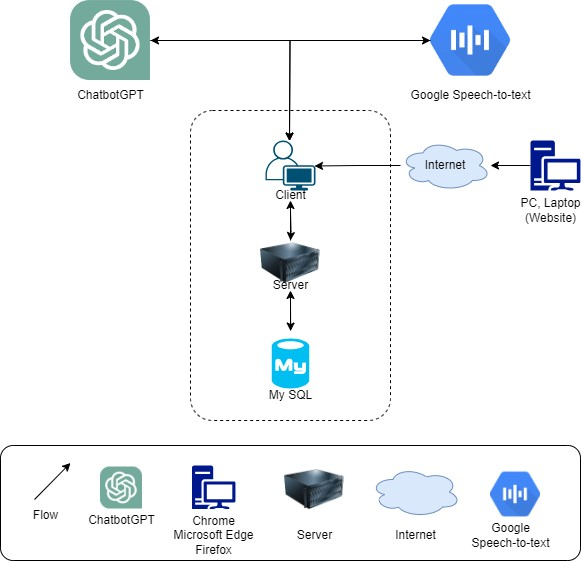 ChatbotGPT
Google Speech-to-text
Internet
Client
PC, Laptop
(Website)
Server
My
My SQL
Flow
ChatbotGPT
Chrome
Microsoft Edge
Firefox
Server
Internet
Google
Speech-to-text